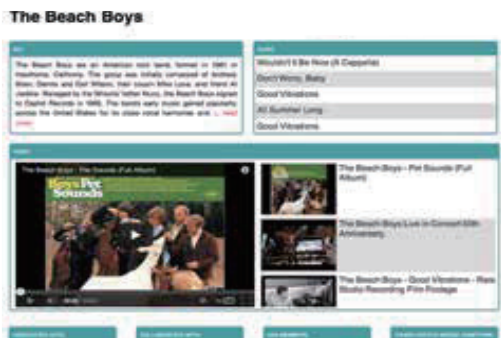 The Beach Boys
The Beach Boys are an American rock band, formed in 1961 in
Hawthorne, California. The group was initially composed of brothers
Brian, Dennis and Carl Wilson, their cousin Mike Love, and friend Al
Jardine. Managed by the Wilsons' father Murry, the Beach Boys signed
to Capitol Records in 1962. The band's early music gained popularity
across the United States for its close vocal harmonies and ... read
more
Wouldn't It Be Nice (A Cappella)
Don't Worry, Baby
Good Vibrations
All Summer Long
Good Vibrations
The Beach Boys - Pet Sounds (Full Album)
Boys Pet
Sounds
The Beach Boys - Pet Sounds (Full
Album)
The Beach Boys Live in Concert 50th
Anniversary
The Beach Boys - Good Vibrations - Rare
Studio Recording Film Footage